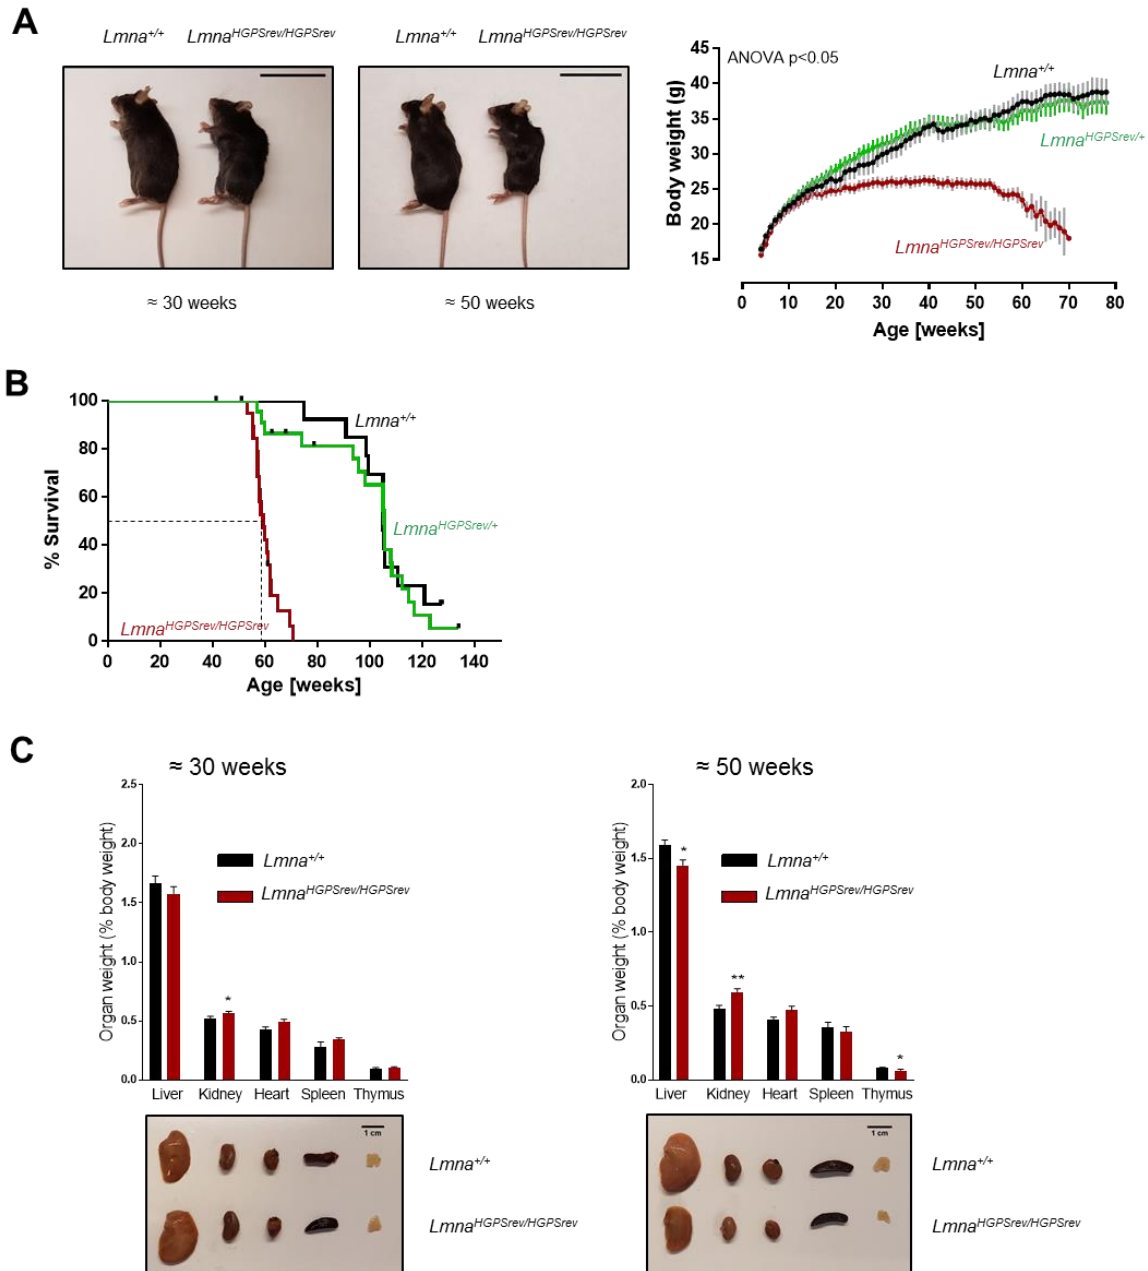 A
Lmna+/+ LmnaHGPSrev/HGPSrev
Lmna+/+ LmnaHGPSrev/HGPSrev
≈ 30 weeks
≈ 50 weeks
ANOVA p<0.05
Body weight (g)
45
40
35
30
25
20
15
Lmna+/+
LmnaHGPSrev/+
LmnaHGPSrev/HGPSrev
0 10 20 30 40 50 60 70 80
Age [weeks]
B
% Survival
100
80
60
40
20
0
Lmna+/+
LmnaHGPSrev/+
LmnaHGPSrev/HGPSrev
0 20 40 60 80 100 120 140
Age [weeks]
C
≈ 30 weeks
Organ weight (% body weight)
2.5
2.0
1.5
1.0
0.5
0.0
Lmna+/+
LmnaHGPSrev/HGPSrev
*
Liver Kidney Heart Spleen Thymus
1 cm
Lmna+/+
LmnaHGPSrev/HGPSrev
≈ 50 weeks
Organ weight (% body weight)
2.0
1.5
1.0
0.5
0.0
Lmna+/+
LmnaHGPSrev/HGPSrev
*
**
*
Liver Kidney Heart Spleen Thymus
1 cm
Lmna+/+
LmnaHGPSrev/HGPSrev